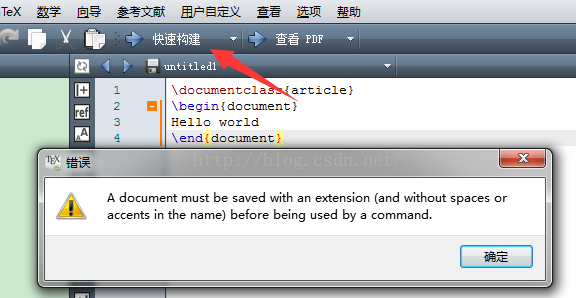 TeX 数学 向导 参考文献 用户自定义 查看 选项 帮助
快速构建 查看 PDF
untitled1
1 \documentclass{article}
2 \begin{document}
3 Hello world
4 \end{document}
ref
http://blog.csdn.net/
TEX 错误
A document must be saved with an extension (and without spaces or
accents in the name) before being used by a command.
确定